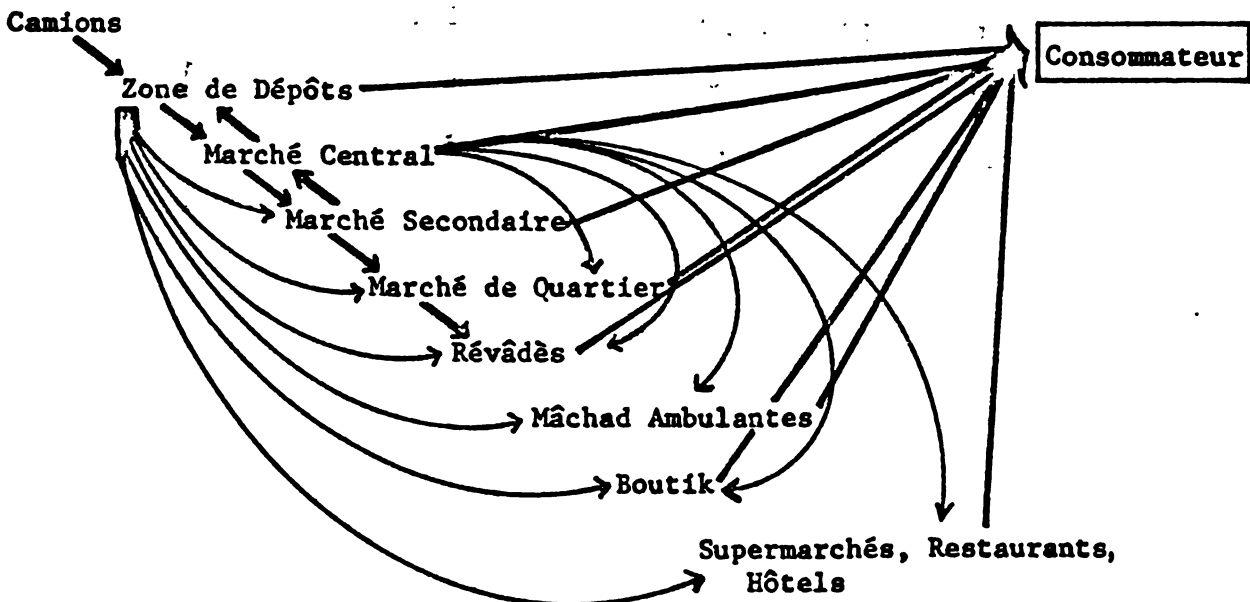 Camions
Consommateur
Zone de Dépôts
Marché Central
Marché Secondaire
Marché de Quartier
Révâdès
Mâchad Ambulantes
Boutik
Supermarchés, Restaurants,
Hôtels